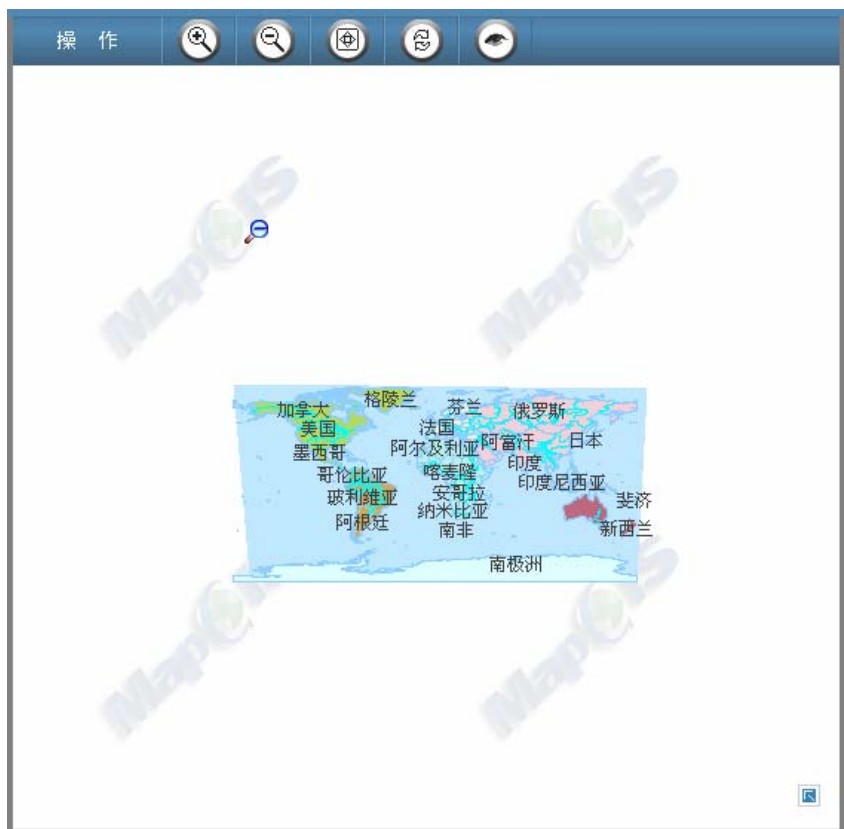 操 作
MapGIS MapGIS
格陵兰
加拿大 芬兰 俄罗斯
美国 法国 日本
墨西哥 阿尔及利亚 阿富汗
哥伦比亚 喀麦隆 印度
玻利维亚 安哥拉 印度尼西亚
纳米比亚 斐济
阿根廷 南非 新西兰
南极洲
MapGIS MapGIS